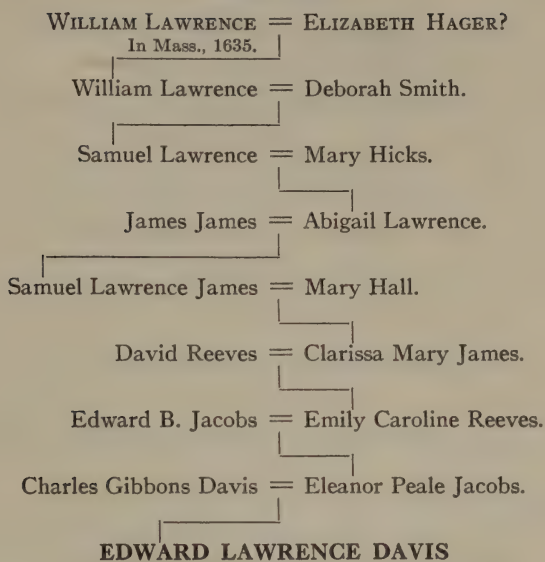 WILLIAM LAWRENCE = ELIZABETH HAGER?
In Mass., 1635.
William Lawrence = Deborah Smith.
Samuel Lawrence = Mary Hicks.
James James = Abigail Lawrence.
Samuel Lawrence James = Mary Hall.
David Reeves = Clarissa Mary James.
Edward B. Jacobs = Emily Caroline Reeves.
Charles Gibbons Davis = Eleanor Peale Jacobs.
EDWARD LAWRENCE DAVIS